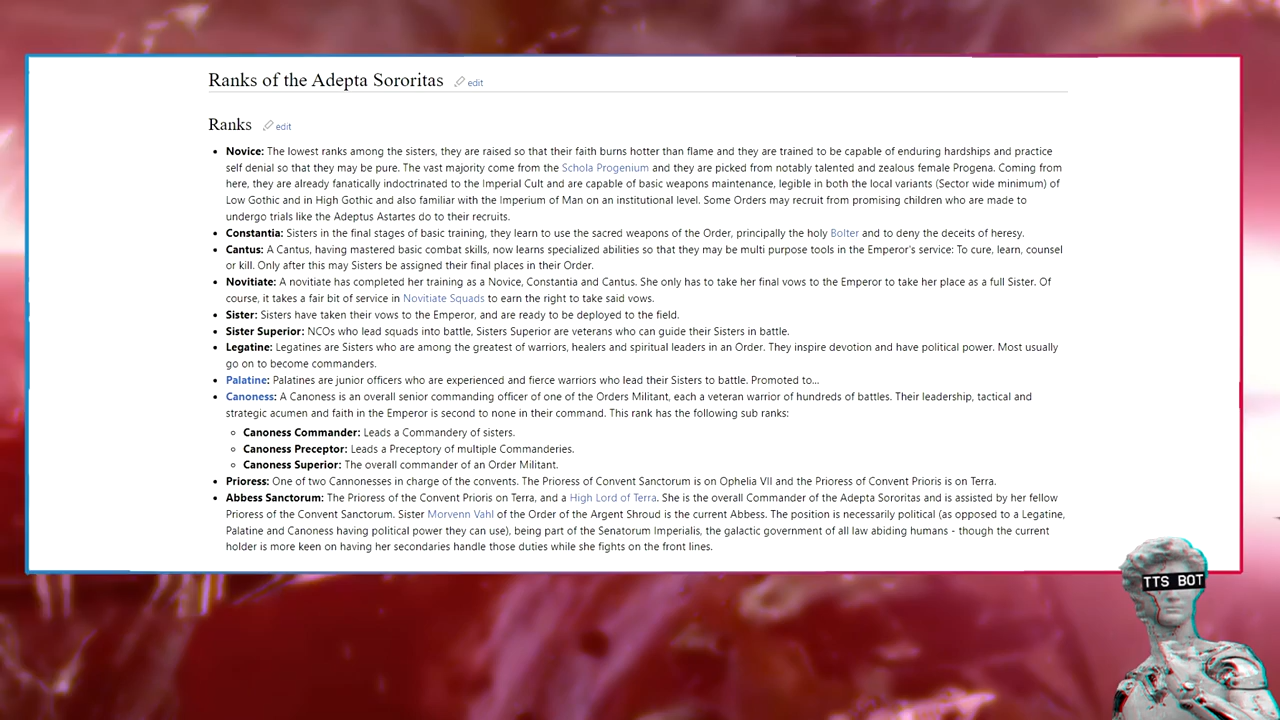 Ranks of the Adepta Sororitas edit
Ranks edit
Novice: The lowest ranks among the sisters, they are raised so that their faith burns hotter than flame and they are trained to be capable of enduring hardships and practice
self denial so that they may be pure. The vast majority come from the Schola Progenium and they are picked from notably talented and zealous female Progena. Coming from
here, they are already fanatically indoctrinated to the Imperial Cult and are capable of basic weapons maintenance, legible in both the local variants (Sector wide minimum) of
Low Gothic and in High Gothic and also familiar with the Imperium of Man on an institutional level. Some Orders may recruit from promising children who are made to
undergo trials like the Adeptus Astartes do to their recruits.
Constantia: Sisters in the final stages of basic training, they learn to use the sacred weapons of the Order, principally the holy Bolter and to deny the deceits of heresy.
Cantus: A Cantus, having mastered basic combat skills, now learns specialized abilities so that they may be multi purpose tools in the Emperor's service: To cure, learn, counsel
or kill. Only after this may Sisters be assigned their final places in their Order.
Novitiate: A novitiate has completed her training as a Novice, Constantia and Cantus. She only has to take her final vows to the Emperor to take her place as a full Sister. Of
course, it takes a fair bit of service in Novitiate Squads to earn the right to take said vows.
Sister: Sisters have taken their vows to the Emperor, and are ready to be deployed to the field.
Sister Superior: NCOs who lead squads into battle, Sisters Superior are veterans who can guide their Sisters in battle.
Legatine: Legatines are Sisters who are among the greatest of warriors, healers and spiritual leaders in an Order. They inspire devotion and have political power. Most usually
go on to become commanders.
Palatine: Palatines are junior officers who are experienced and fierce warriors who lead their Sisters to battle. Promoted to...
Canoness: A Canoness is an overall senior commanding officer of one of the Orders Militant, each a veteran warrior of hundreds of battles. Their leadership, tactical and
strategic acumen and faith in the Emperor is second to none in their command. This rank has the following sub ranks:
Canoness Commander: Leads a Commandery of sisters.
Canoness Preceptor: Leads a Preceptory of multiple Commanderies.
Canoness Superior: The overall commander of an Order Militant.
Prioress: One of two Cannonesses in charge of the convents. The Prioress of Convent Sanctorum is on Ophelia VII and the Prioress of Convent Prioris is on Terra.
Abbess Sanctorum: The Prioress of the Convent Prioris on Terra, and a High Lord of Terra. She is the overall Commander of the Adepta Sororitas and is assisted by her fellow
Prioress of the Convent Sanctorum. Sister Morvenn Vahl of the Order of the Argent Shroud is the current Abbess. The position is necessarily political (as opposed to a Legatine,
Palatine and Canoness having political power they can use), being part of the Senatorum Imperialis, the galactic government of all law abiding humans - though the current
holder is more keen on having her secondaries handle those duties while she fights on the front lines.
TTS BOT